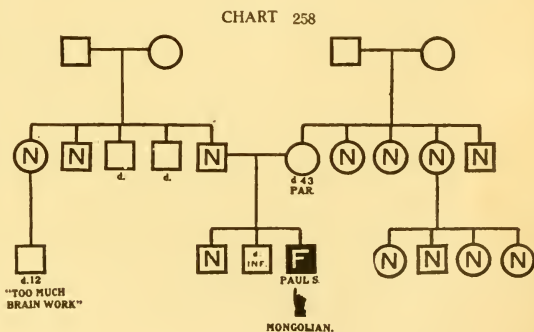 CHART 258
N N d. d. N d 43 N N N N
PAR.
N d. F N N N N
INF.
d.12 PAUL S.
"TOO MUCH
BRAIN WORK"
MONGOLIAN.